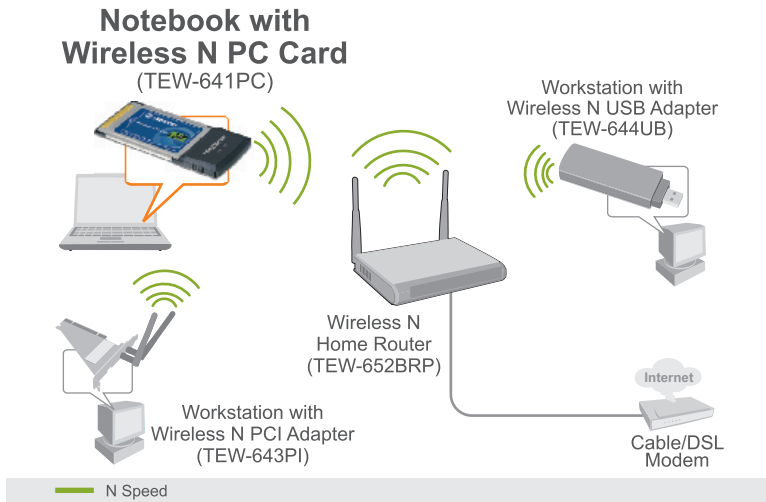 Notebook with
Wireless N PC Card
(TEW-641PC)
Workstation with
Wireless N USB Adapter
(TEW-644UB)
Wireless N
Home Router
(TEW-652BRP)
Internet
Workstation with
Wireless N PCI Adapter
(TEW-643PI)
Cable/DSL
Modem
N Speed